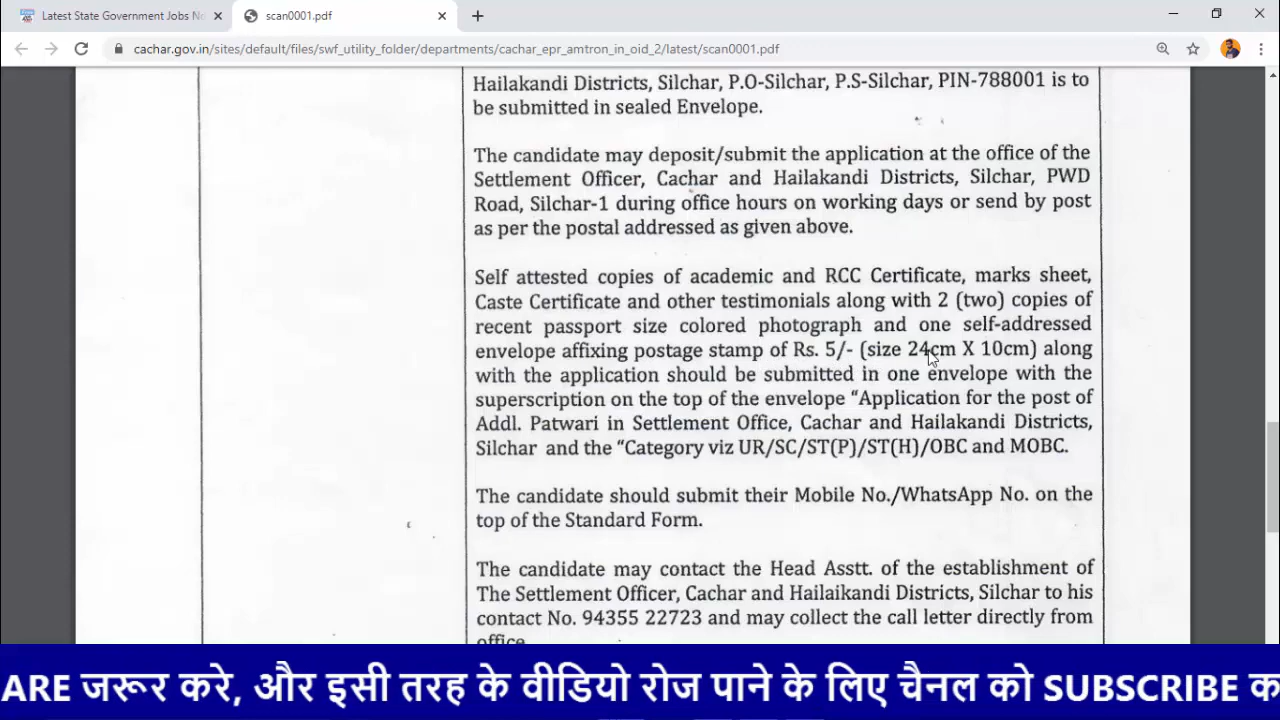 Latest State Government Jobs No
scan0001.pdf
cachar.gov.in/sites/default/files/swf_utility_folder/departments/cachar_epr_amtron_in_oid_2/latest/scan0001.pdf
Hailakandi Districts, Silchar, P.O-Silchar, P.S-Silchar, PIN-788001 is to
be submitted in sealed Envelope.
The candidate may deposit/submit the application at the office of the
Settlement Officer, Cachar and Hailakandi Districts, Silchar, PWD
Road, Silchar-1 during office hours on working days or send by post
as per the postal addressed as given above.
Self attested copies of academic and RCC Certificate, marks sheet,
Caste Certificate and other testimonials along with 2 (two) copies of
recent passport size colored photograph and one self-addressed
envelope affixing postage stamp of Rs. 5/- (size 24cm X 10cm) along
with the application should be submitted in one envelope with the
superscription on the top of the envelope “Application for the post of
Addl. Patwari in Settlement Office, Cachar and Hailakandi Districts,
Silchar and the “Category viz UR/SC/ST(P)/ST(H)/OBC and MOBC.
The candidate should submit their Mobile No./WhatsApp No. on the
top of the Standard Form.
The candidate may contact the Head Asstt. of the establishment of
The Settlement Officer, Cachar and Hailaikandi Districts, Silchar to his
contact No. 94355 22723 and may collect the call letter directly from
office
ARE जरूर करे, और इसी तरह के वीडियो रोज पाने के लिए चैनल को SUBSCRIBE क